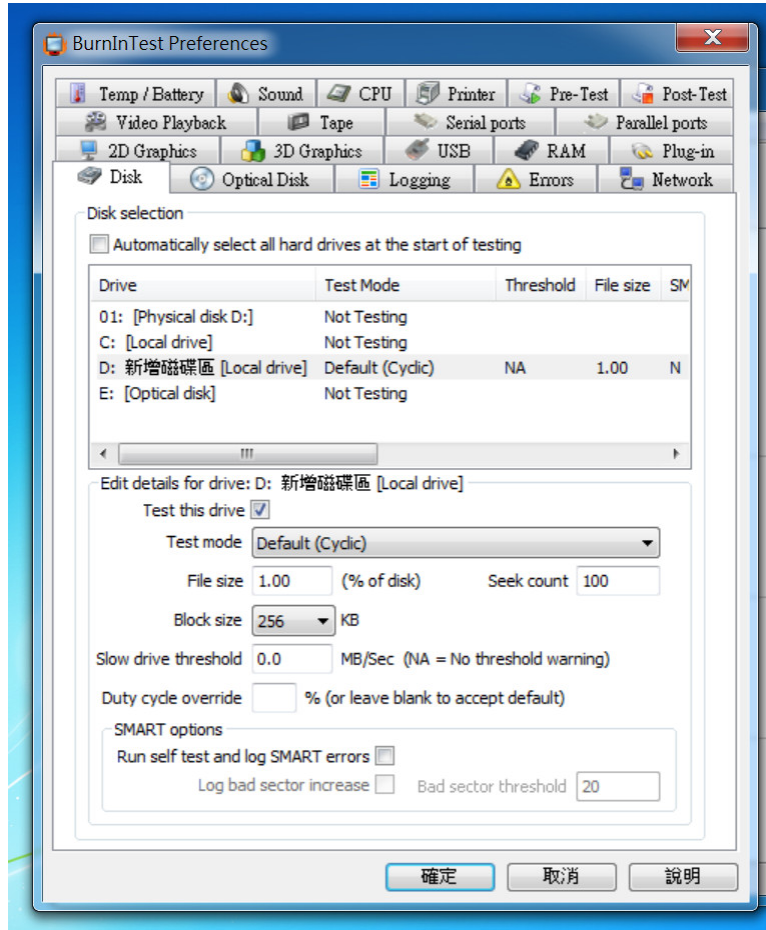 BurnInTest Preferences
Temp / Battery Sound CPU Printer Pre-Test Post-Test
Video Playback Tape Serial ports Parallel ports
2D Graphics 3D Graphics USB RAM Plug-in
Disk Optical Disk Logging Errors Network
Disk selection
Automatically select all hard drives at the start of testing
Drive Test Mode Threshold File size SM
01: [Physical disk D:] Not Testing
C: [Local drive] Not Testing
D: 新增磁碟區 [Local drive] Default (Cyclic) NA 1.00 N
E: [Optical disk] Not Testing
Edit details for drive: D: 新增磁碟區 [Local drive]
Test this drive
Test mode Default (Cyclic)
File size 1.00 (% of disk) Seek count 100
Block size 256 KB
Slow drive threshold 0.0 MB/Sec (NA = No threshold warning)
Duty cycle override % (or leave blank to accept default)
SMART options
Run self test and log SMART errors
Log bad sector increase Bad sector threshold 20
確定 取消 說明